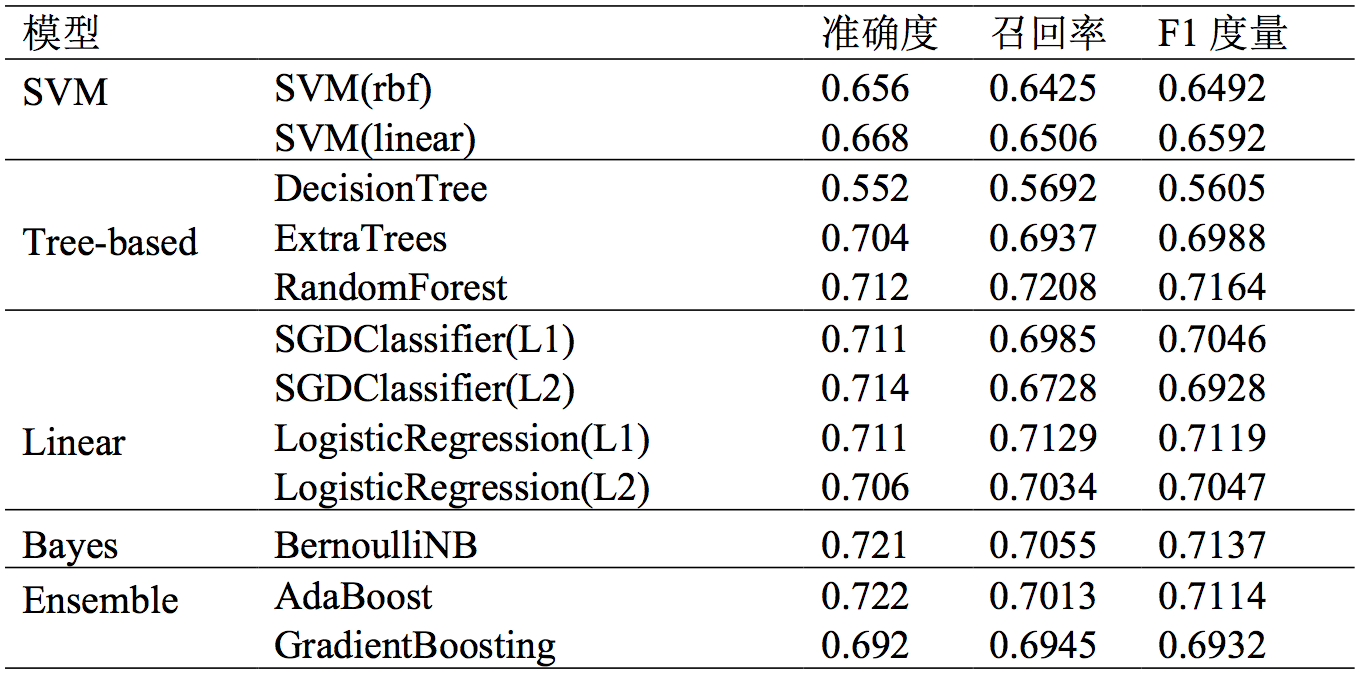 模型 准确度 召回率 F1 度量
SVM SVM(rbf) 0.656 0.6425 0.6492
SVM(linear) 0.668 0.6506 0.6592
DecisionTree 0.552 0.5692 0.5605
Tree-based ExtraTrees 0.704 0.6937 0.6988
RandomForest 0.712 0.7208 0.7164
SGDClassifier(L1) 0.711 0.6985 0.7046
SGDClassifier(L2) 0.714 0.6728 0.6928
Linear LogisticRegression(L1) 0.711 0.7129 0.7119
LogisticRegression(L2) 0.706 0.7034 0.7047
Bayes BernoulliNB 0.721 0.7055 0.7137
Ensemble AdaBoost 0.722 0.7013 0.7114
GradientBoosting 0.692 0.6945 0.6932